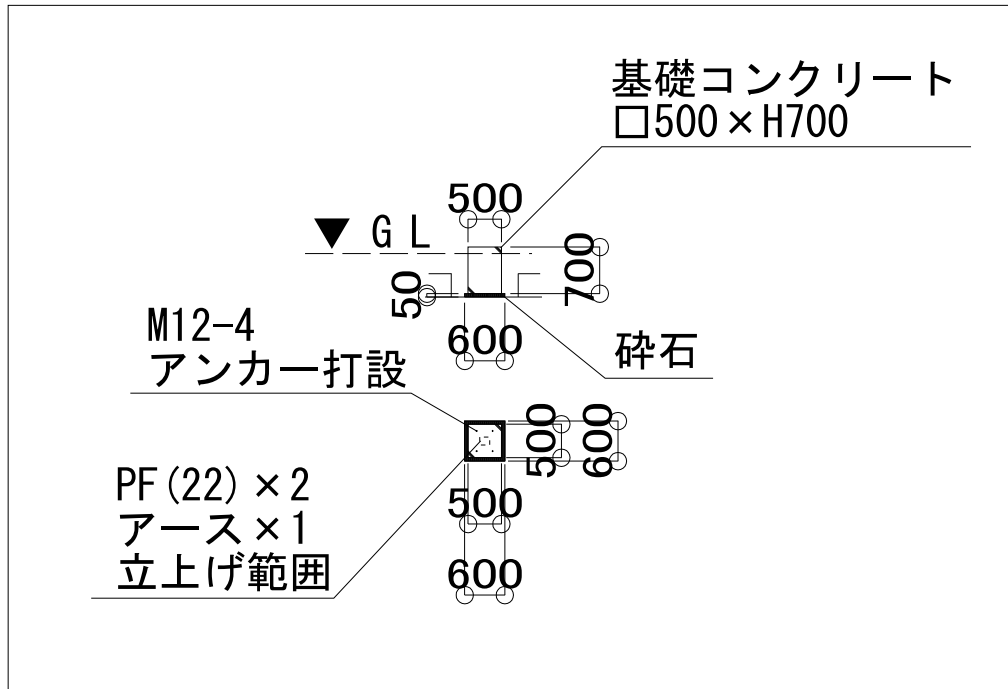 基礎コンクリート
□500×H700
500
▼ GL
700
50
600
M12-4
アンカー打設
砕石
500
600
PF(22)×2
アース×1
立上げ範囲
500
600